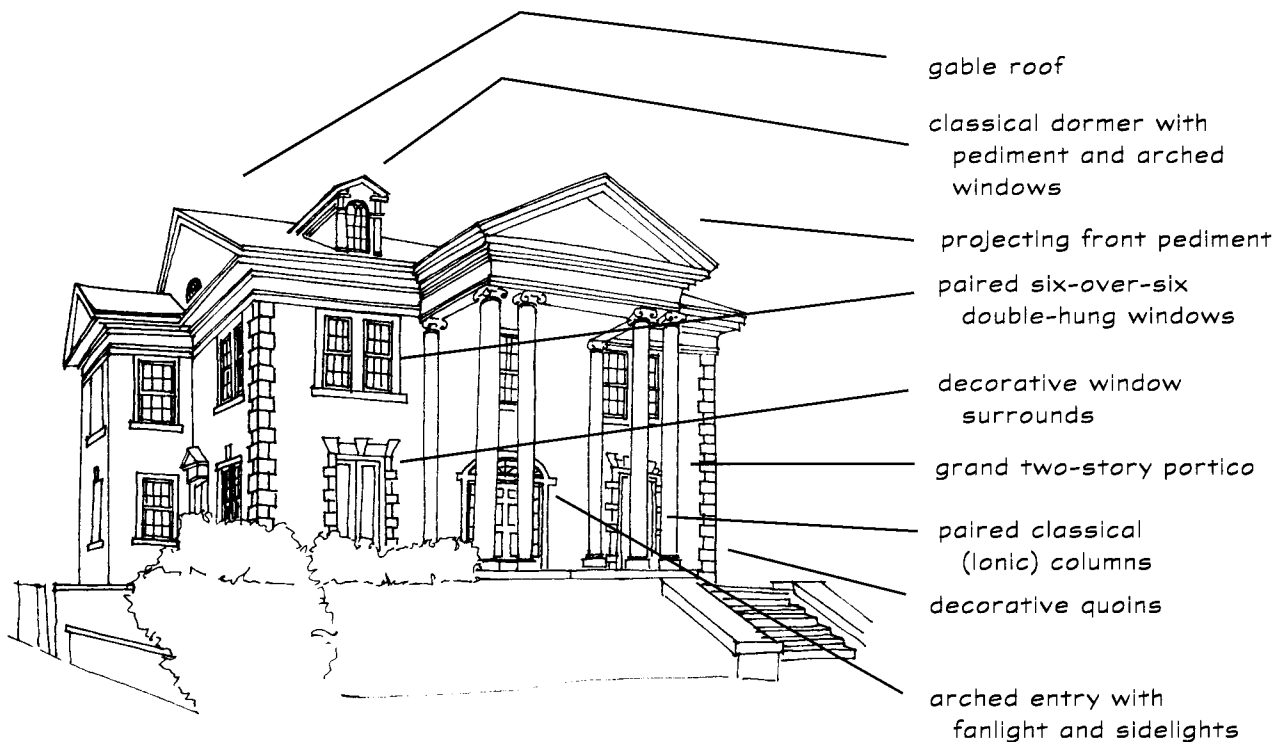 gable roof
classical dormer with
pediment and arched
windows
projecting front pediment
paired six-over-six
double-hung windows
decorative window
surrounds
grand two-story portico
paired classical
(Ionic) columns
decorative quoins
arched entry with
fanlight and sidelights